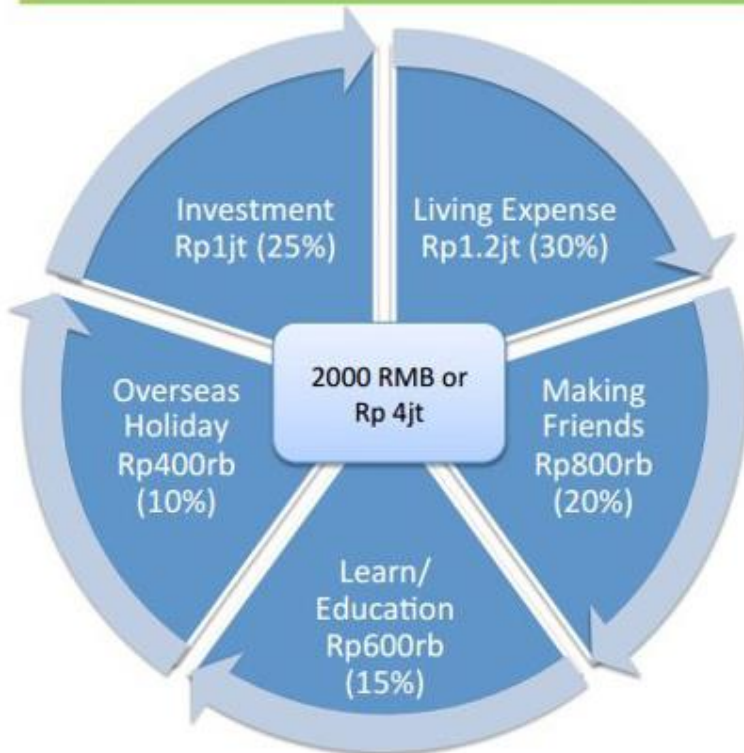 Investment
Rp1jt (25%)
Living Expense
Rp1.2jt (30%)
2000 RMB or
Rp 4jt
Overseas
Holiday
Rp400rb
(10%)
Making
Friends
Rp800rb
(20%)
Learn/
Education
Rp600rb
(15%)